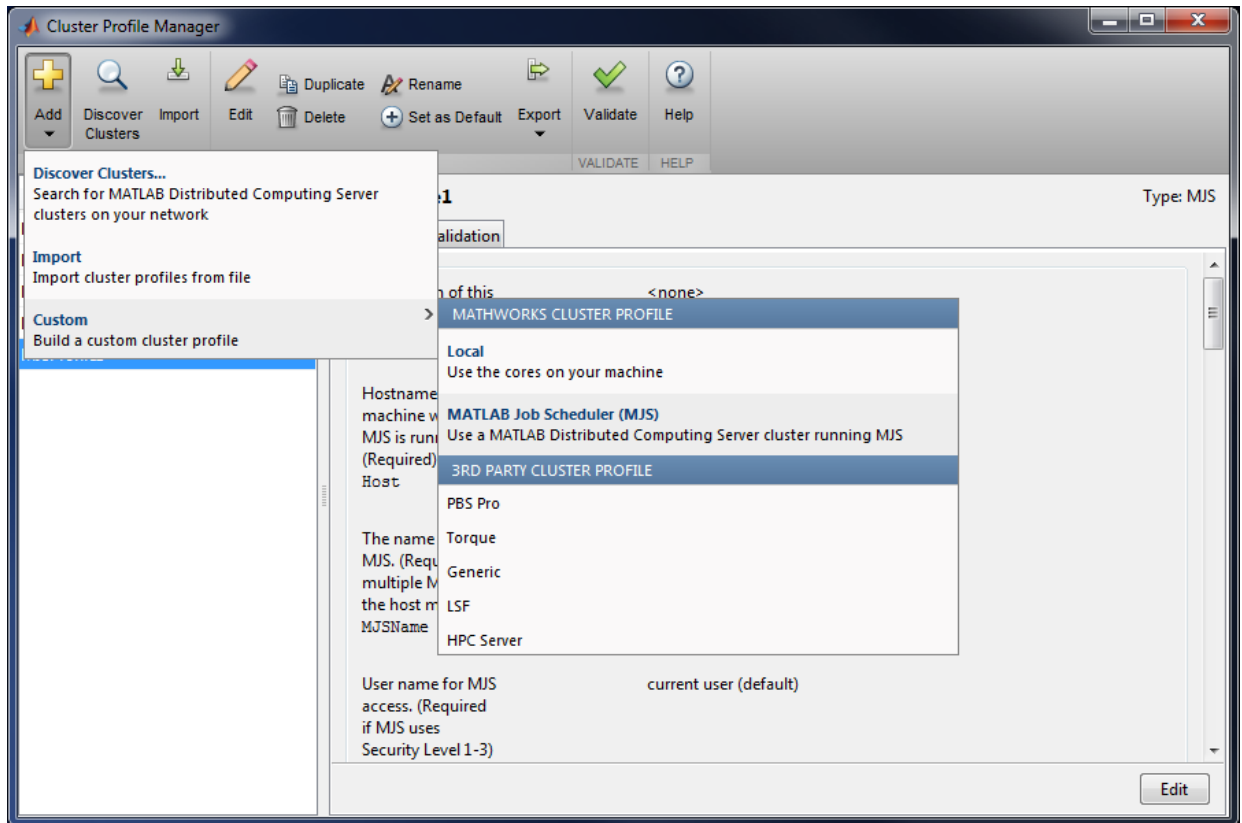 Cluster Profile Manager
Add
Discover
Clusters
Import
Edit
Duplicate
Delete
Rename
Set as Default
Export
Validate
Help
VALIDATE
HELP
Discover Clusters...
Search for MATLAB Distributed Computing Server
clusters on your network
Import
Import cluster profiles from file
Custom
Build a custom cluster profile
Type: MJS
<none>
MATHWORKS CLUSTER PROFILE
Local
Use the cores on your machine
MATLAB Job Scheduler (MJS)
Use a MATLAB Distributed Computing Server cluster running MJS
3RD PARTY CLUSTER PROFILE
PBS Pro
Torque
Generic
LSF
HPC Server
of this
Hostname
machine
MJS is
(Required)
Host
The name
MJS.
multiple
the host
MJSName
User name for MJS
access. (Required
if MJS uses
Security Level 1-3)
current user (default)
Edit